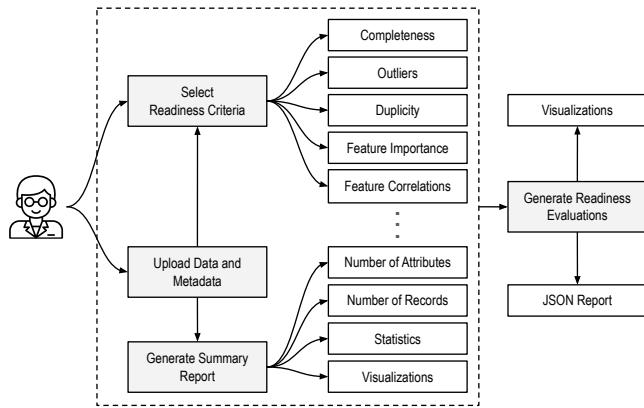 Select
Readiness Criteria
Upload Data and
Metadata
Generate Summary
Report
Completeness
Outliers
Duplicity
Feature Importance
Feature Correlations
Number of Attributes
Number of Records
Statistics
Visualizations
Visualizations
Generate Readiness
Evaluations
JSON Report